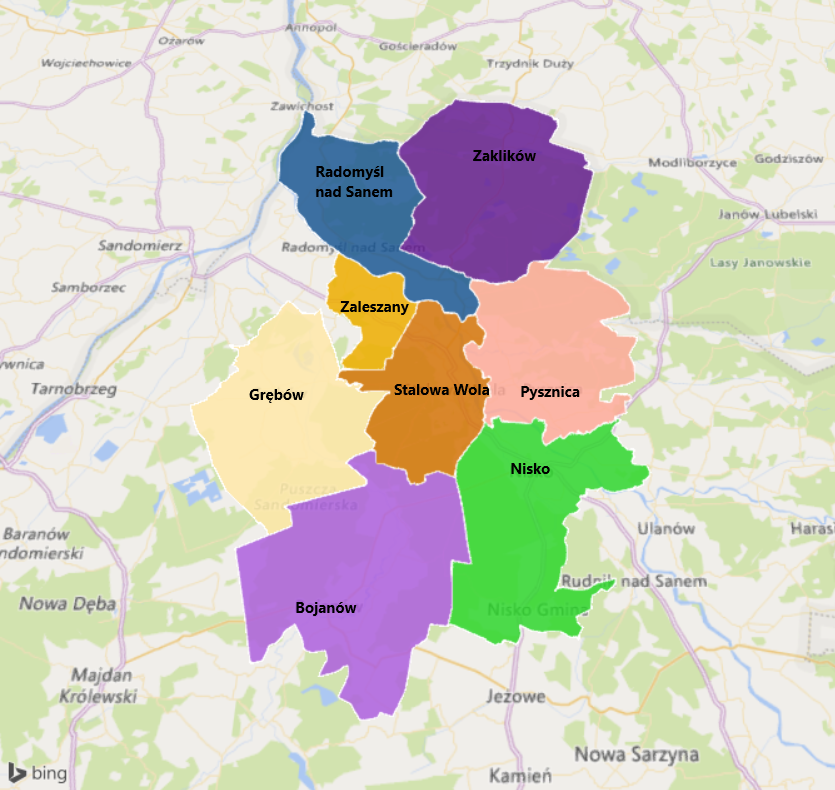 Annopol
Ożarów
Gościeradów
Wojciechowice
Trzydnik Duży
Zawichost
Zaklików
Modliborzyce
Godziszów
Radomyśl
nad Sanem
Janów Lubelski
Sandomierz
Radomyśl nad Sanem
Lasy Janowskie
Samborzec
Zaleszany
Tarnobrzeg
Grębów
Stalowa Wola
Pysznica
Nisko
Puszcza
Sandomierska
Baranów
ndomierski
Ulanów
Haras
Rudnik nad Sanem
Nowa Dęba
Bojanów
Nisko Gmina
Majdan
Królewski
Jeżowe
Nowa Sarzyna
bing
Kamień